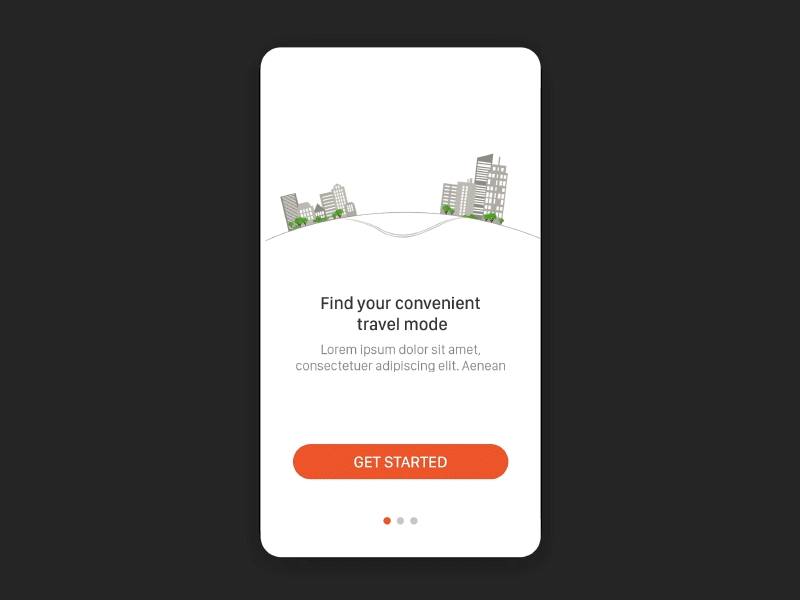 Find your convenient
travel mode
Lorem ipsum dolor sit amet,
consectetuer adipiscing elit. Aenean
GET STARTED